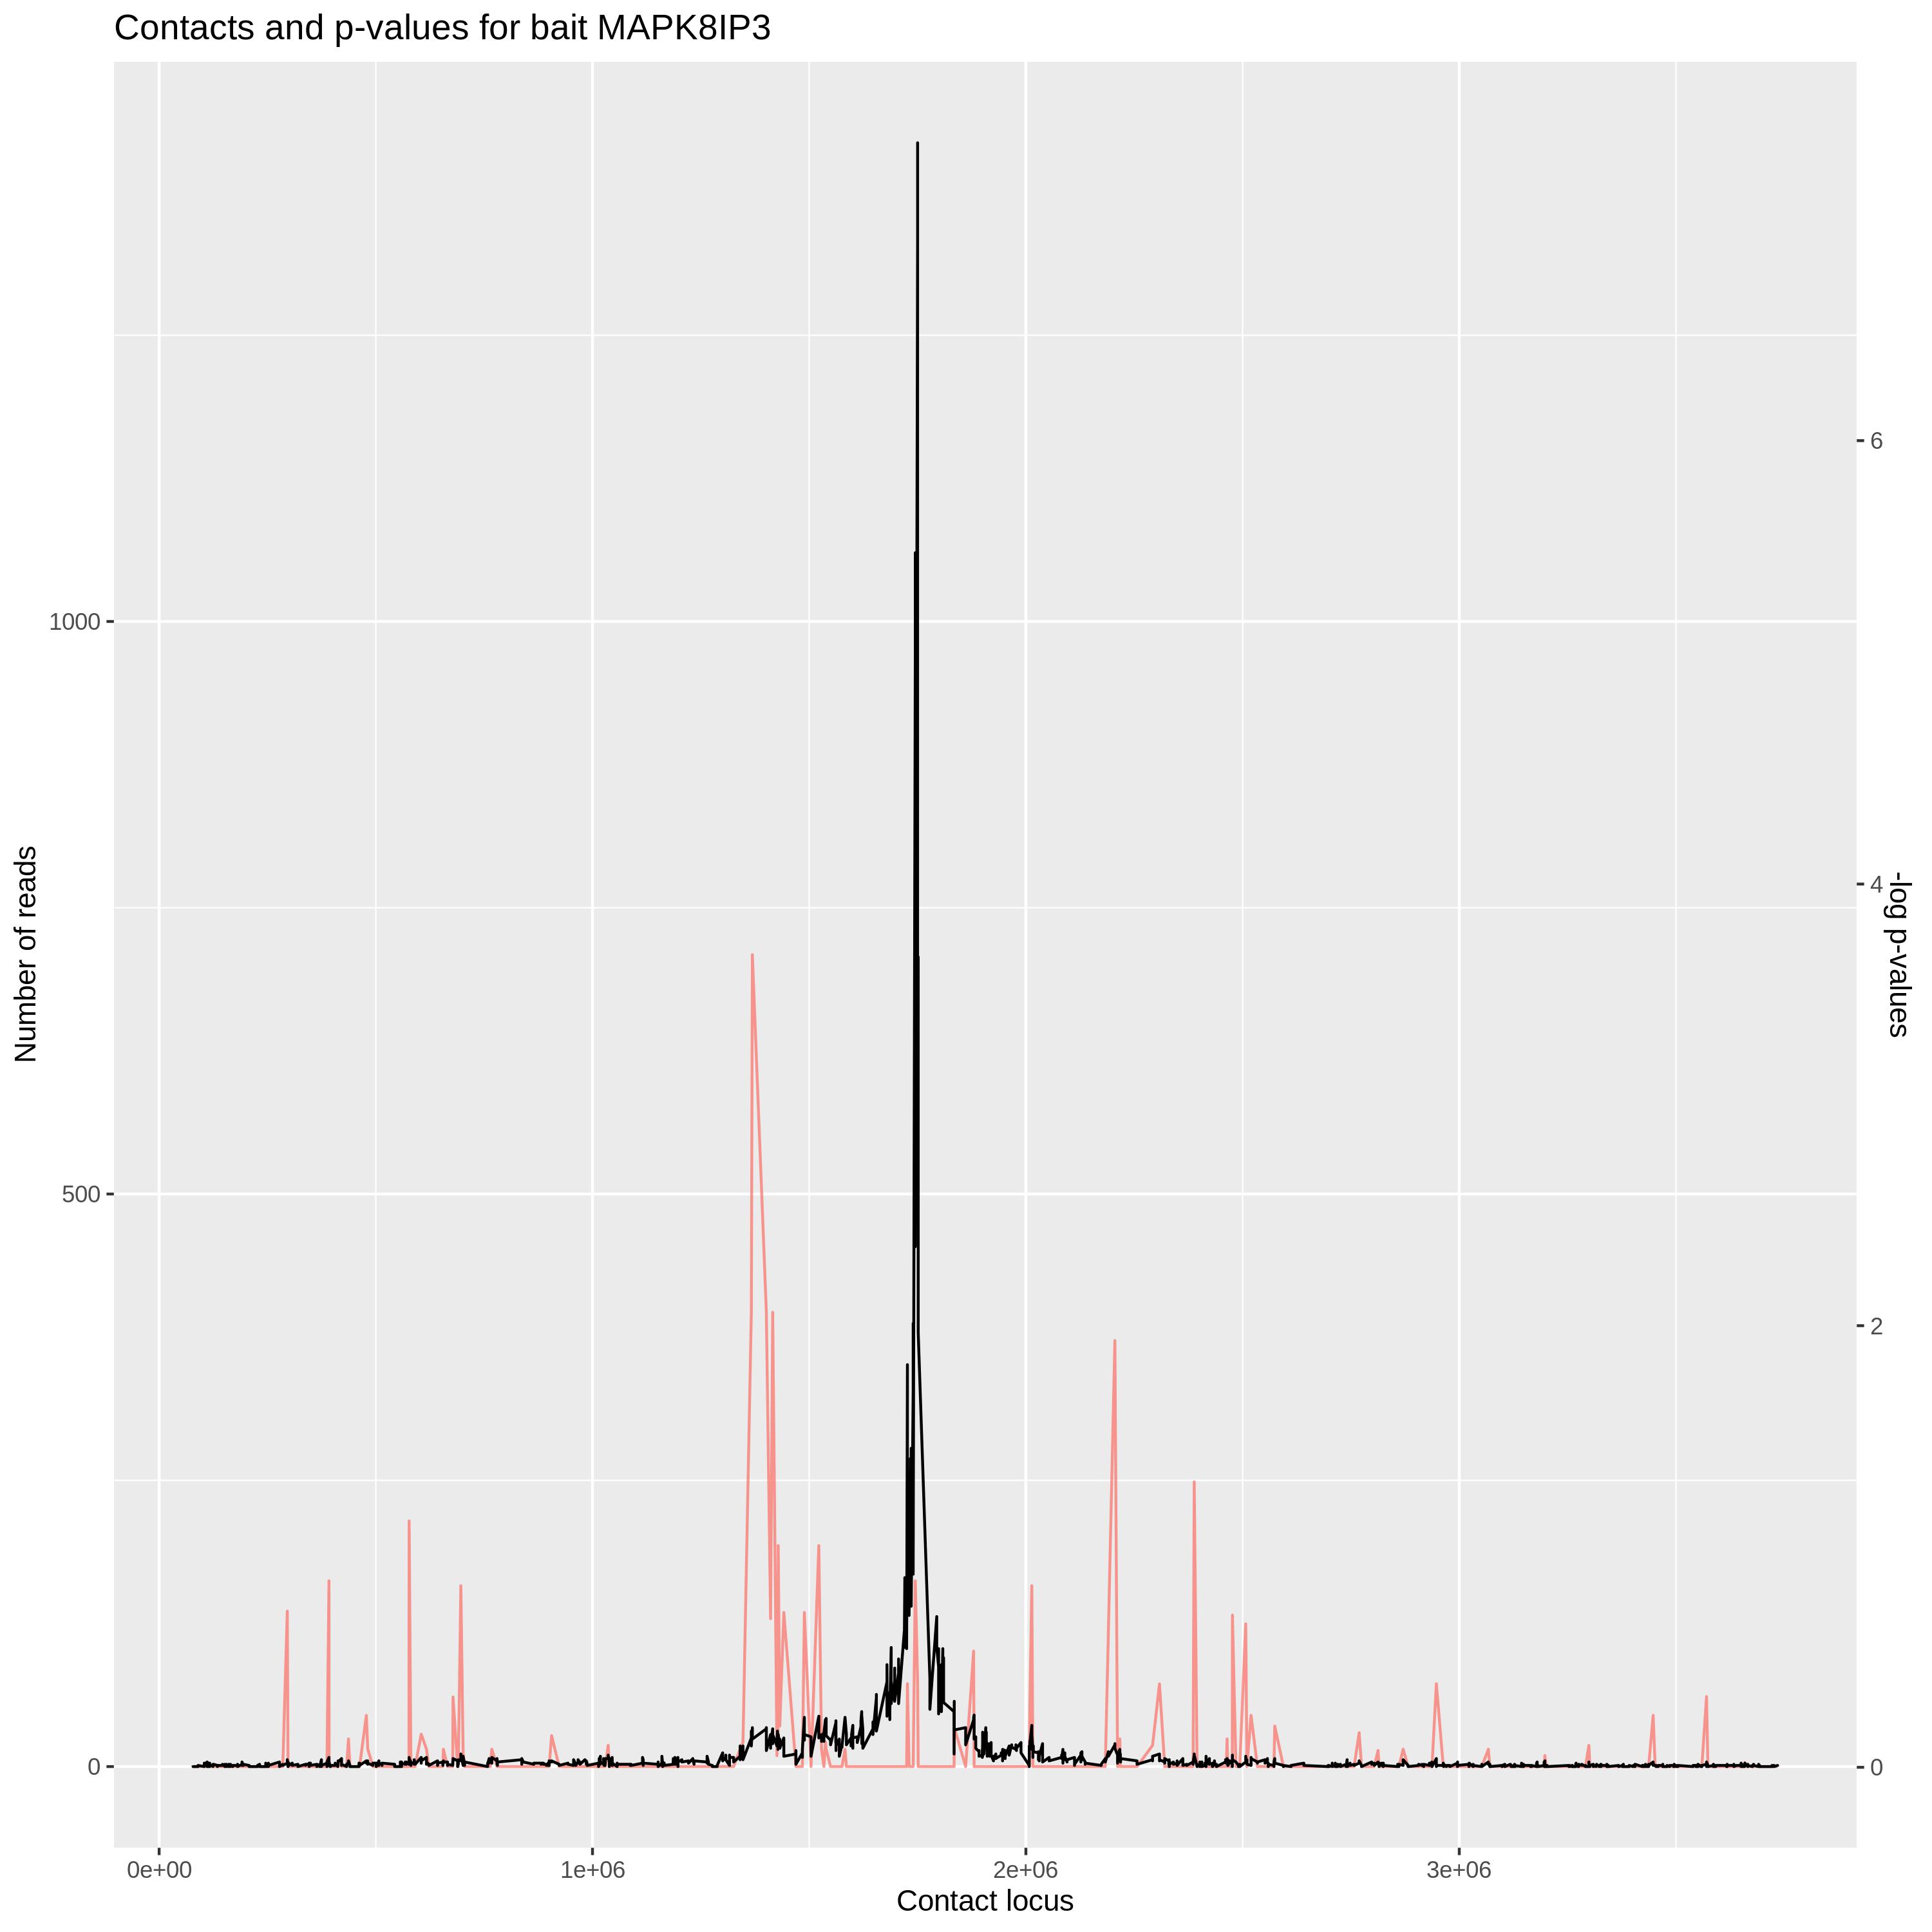 Contacts and p-values for bait MAPK8IP3
Number of reads
1000
500
0
6
4
2
0
-log p-values
0e+00
1e+06
2e+06
3e+06
Contact locus